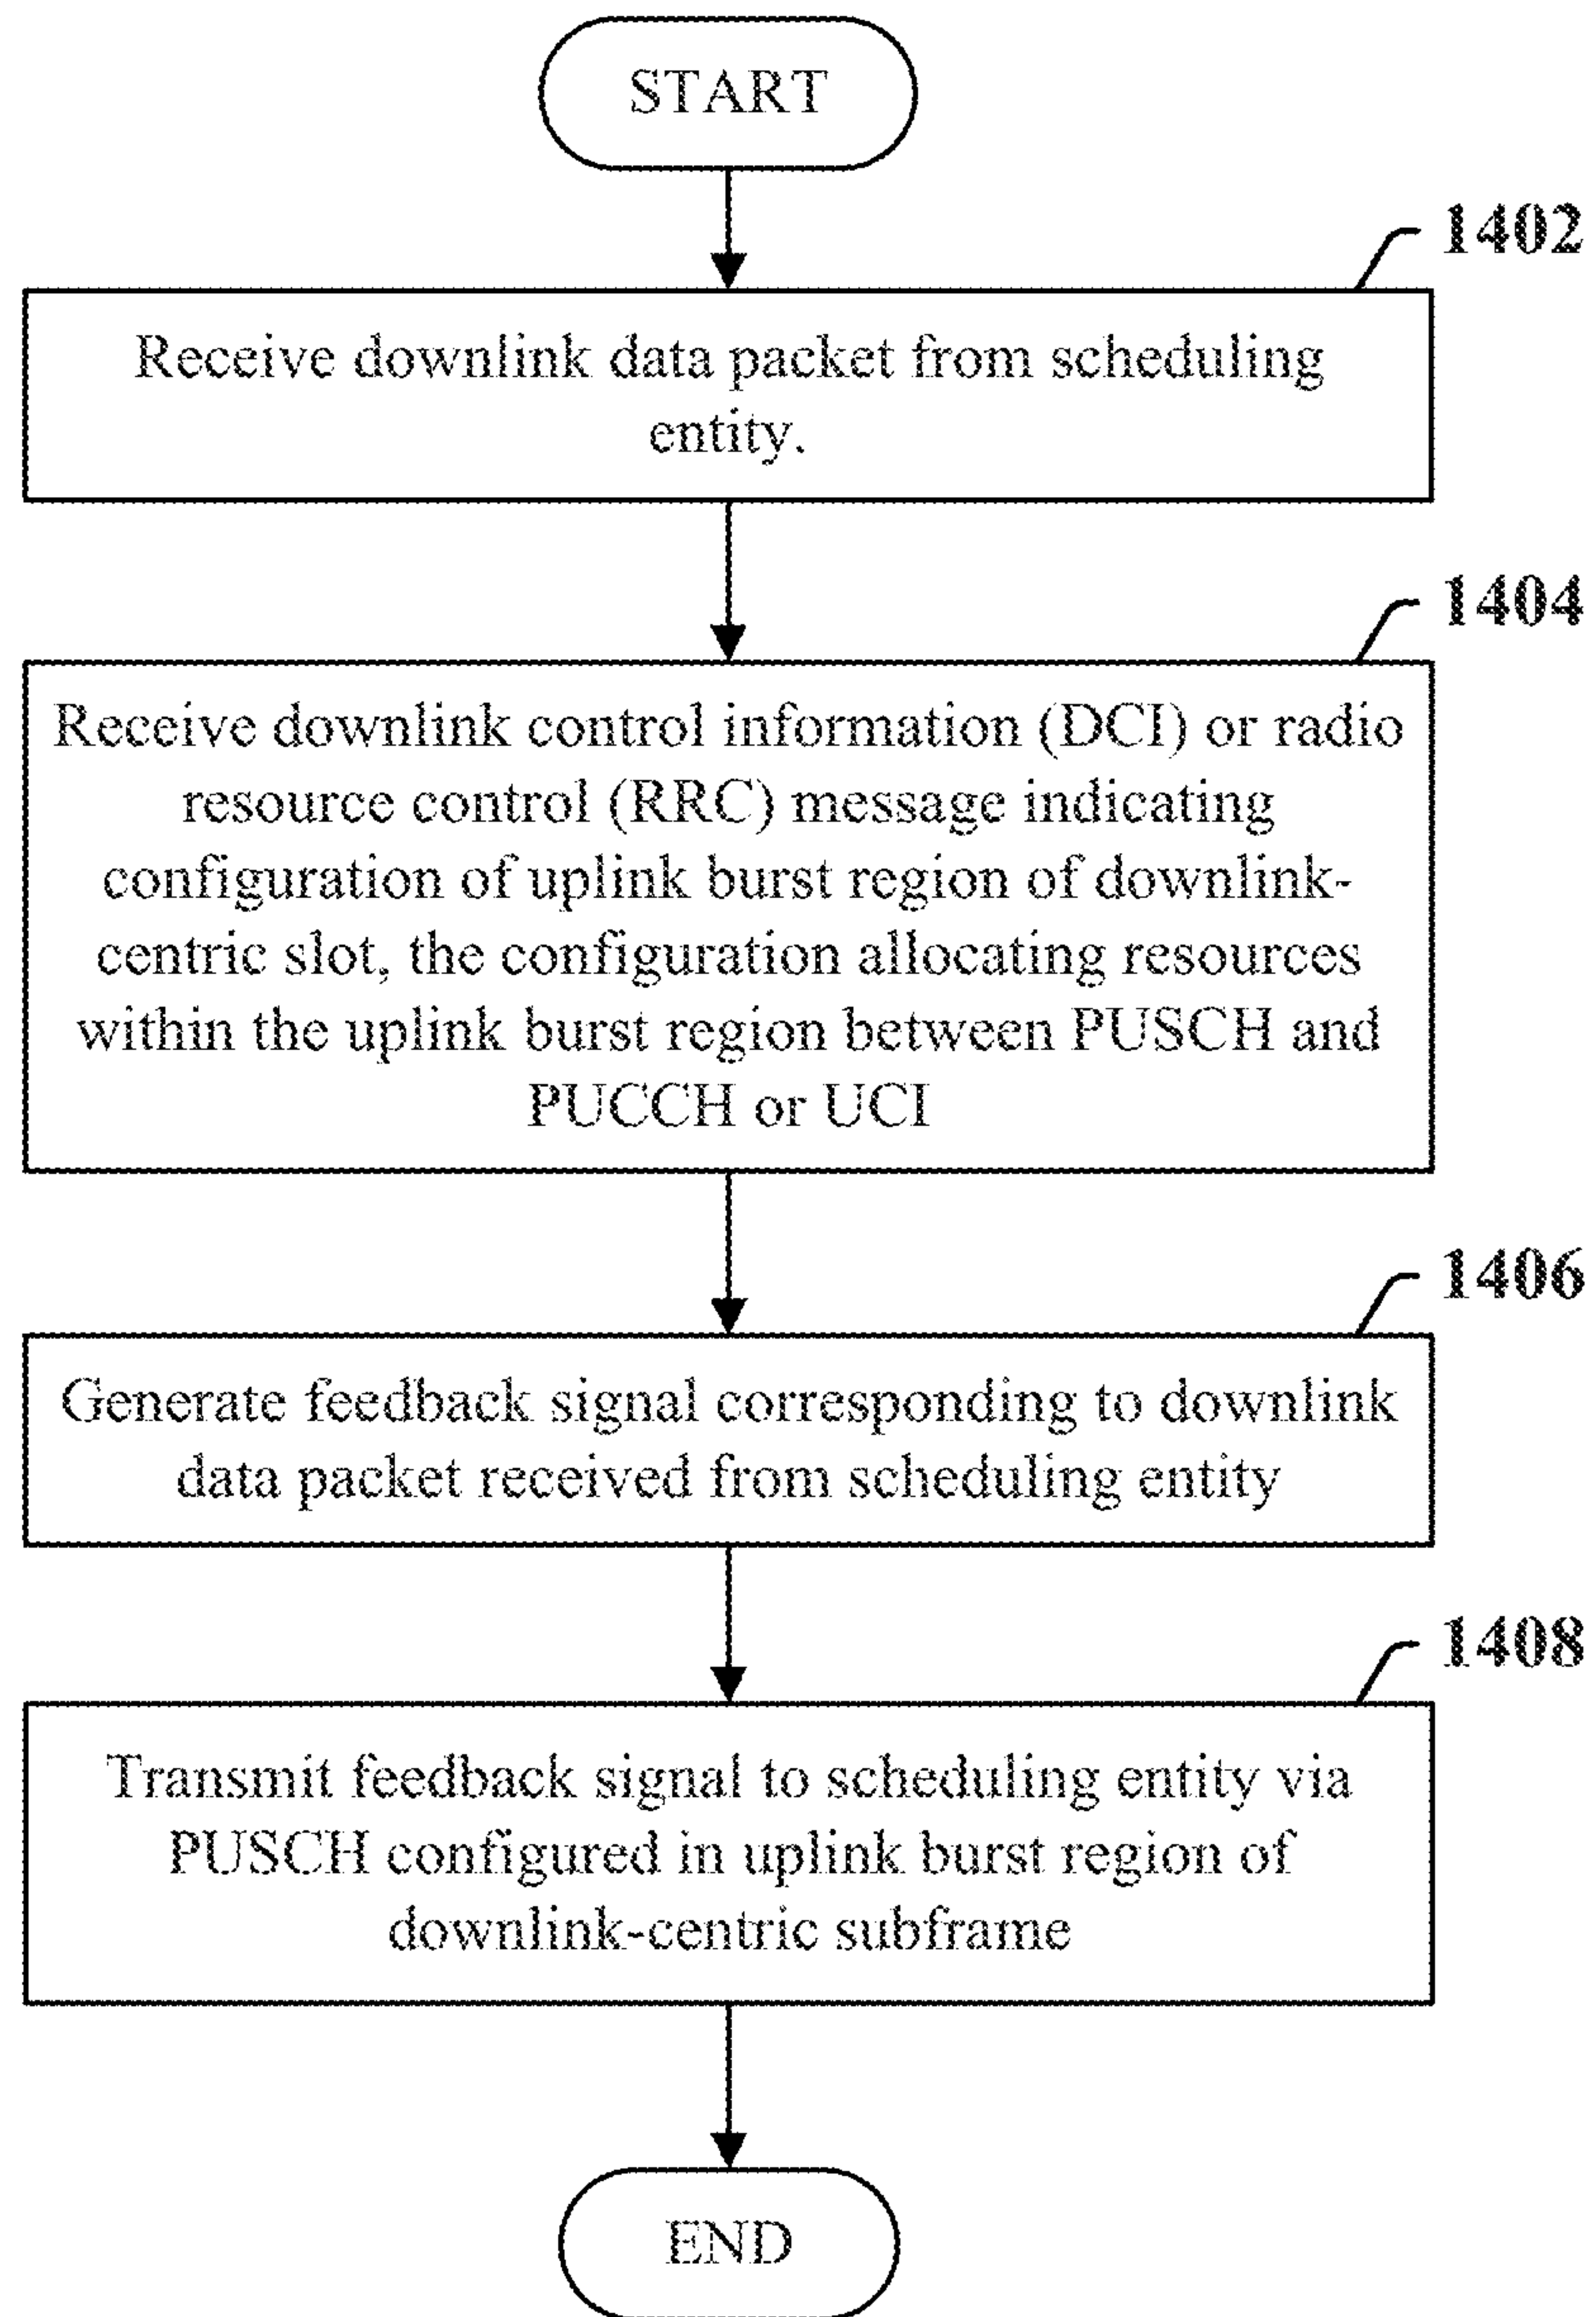 START
1402
Receive downlink data packet from scheduling
entity.
1404
Receive downlink control information (DCI) or radio
resource control (RRC) message indicating
configuration of uplink burst region of downlink-
centric slot, the configuration allocating resources
within the uplink burst region between PUSCH and
PUCCH or UCI
1406
Generate feedback signal corresponding to downlink
data packet received from scheduling entity
1408
Transmit feedback signal to scheduling entity via
PUSCH configured in uplink burst region of
downlink-centric subframe
END